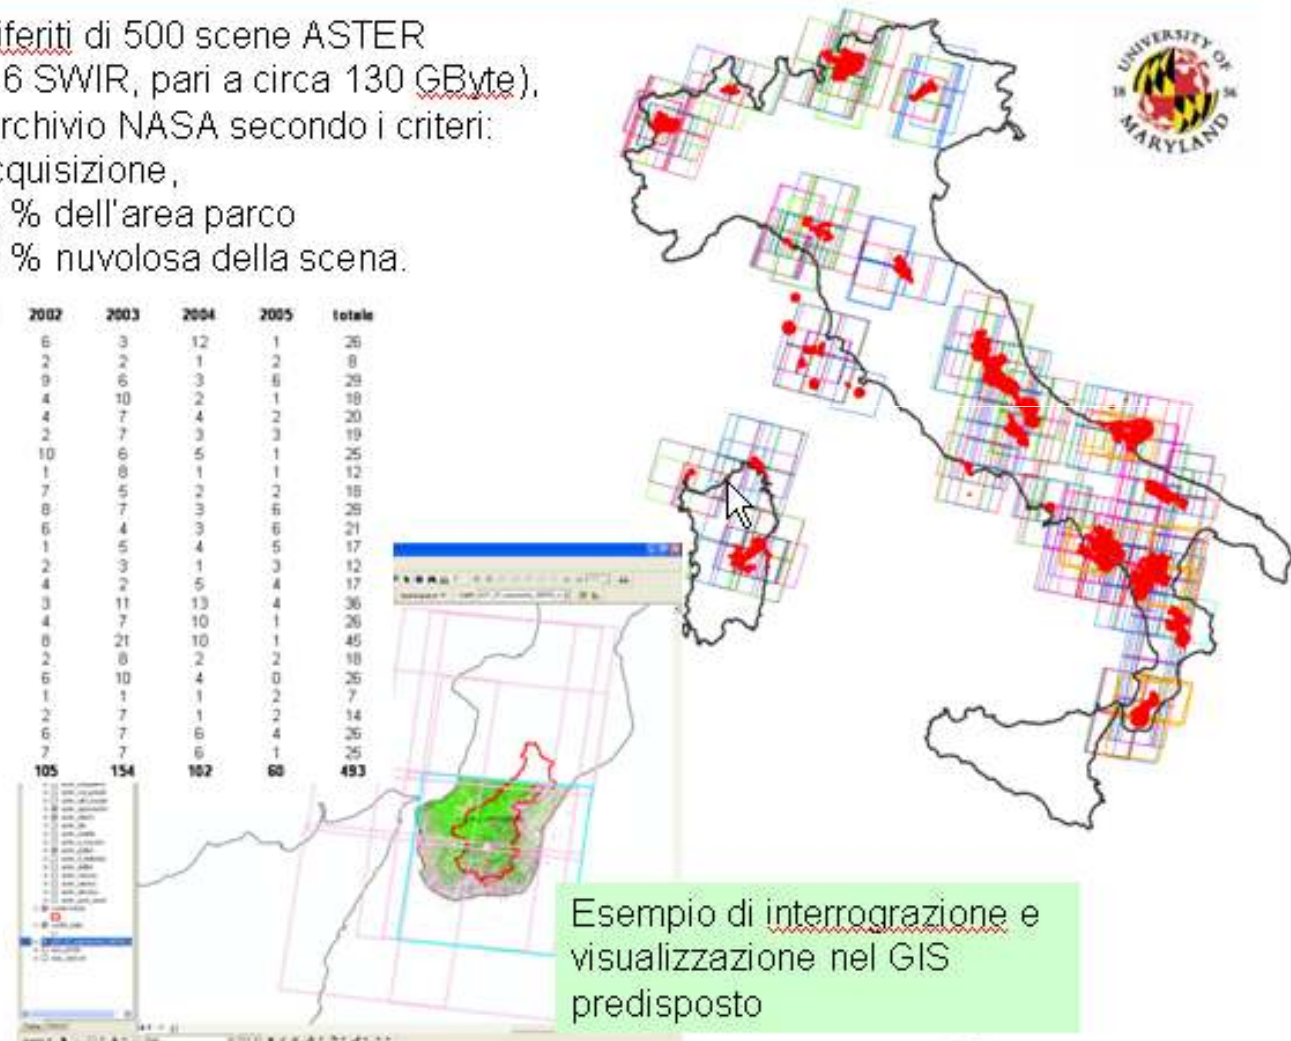 iferiti di 500 scene ASTER
6 SWIR, pari a circa 130 GByte),
rchivio NASA secondo i criteri:
cquisizione,
% dell'area parco
% nuvolosa della scena.
UNIVERSITY OF
18 56
MARYLAND
2002 2003 2004 2005 totale
6 3 12 1 26
2 2 1 2 8
9 6 3 6 29
4 10 2 1 18
4 7 4 2 20
2 7 3 3 19
10 6 5 1 25
1 8 1 1 12
7 5 2 2 18
8 7 3 6 28
6 4 3 6 21
1 5 4 5 17
2 3 1 3 12
4 2 5 4 17
3 11 13 4 36
4 7 10 1 26
8 21 10 1 45
2 8 2 2 18
6 10 4 0 26
1 1 1 2 7
2 7 1 2 14
6 7 6 4 26
7 7 6 1 25
105 154 102 60 493
Esempio di interrograzione e
visualizzazione nel GIS
predisposto